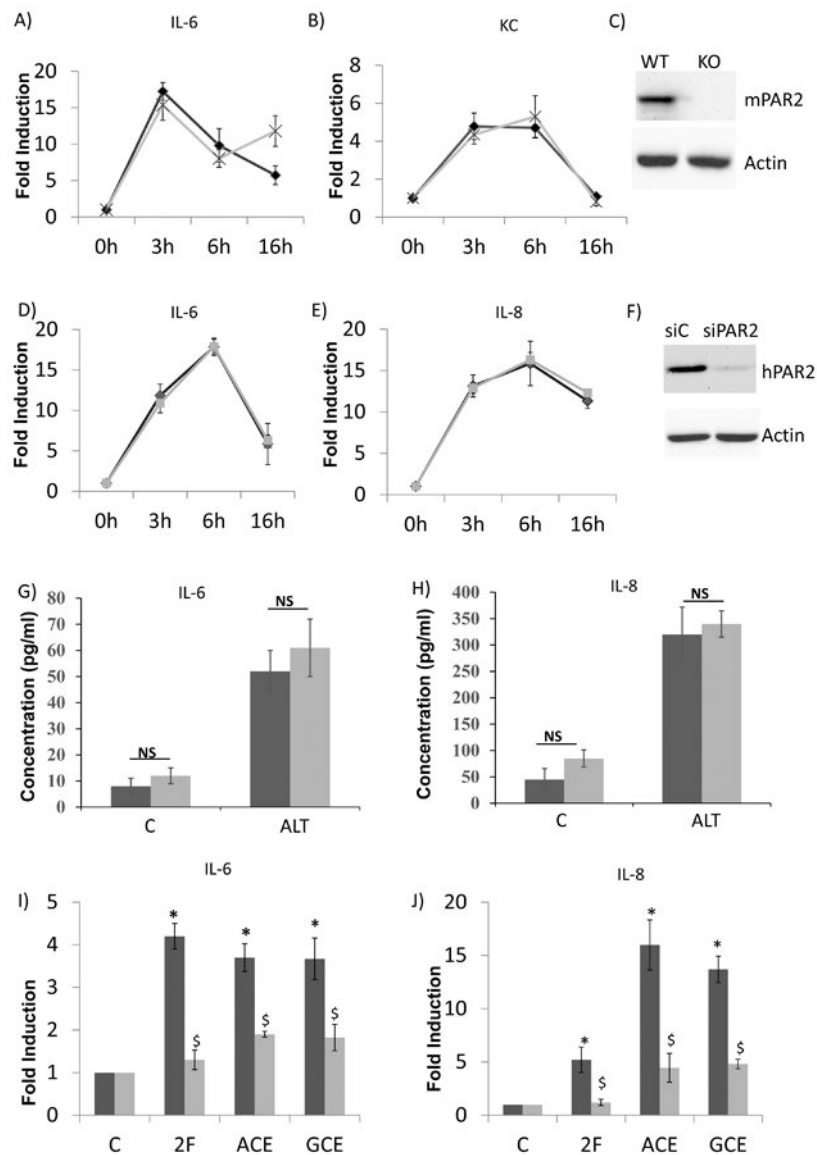 A) IL-6
Fold Induction
20
15
10
5
0
0h 3h 6h 16h
B) KC
Fold Induction
8
6
4
2
0
0h 3h 6h 16h
C)
WT KO
mPAR2
Actin
D) IL-6
Fold Induction
20
15
10
5
0
0h 3h 6h 16h
E) IL-8
Fold Induction
20
15
10
5
0
0h 3h 6h 16h
F)
siC siPAR2
hPAR2
Actin
G) IL-6
Concentration (pg/ml)
80
70
60
50
40
30
20
10
0
NS
NS
C ALT
H) IL-8
Concentration (pg/ml)
400
350
300
250
200
150
100
50
0
NS
NS
C ALT
I) IL-6
Fold Induction
5
4
3
2
1
0
* * *
$ $ $
C 2F ACE GCE
J) IL-8
Fold Induction
20
15
10
5
0
* * *
$ $ $
C 2F ACE GCE